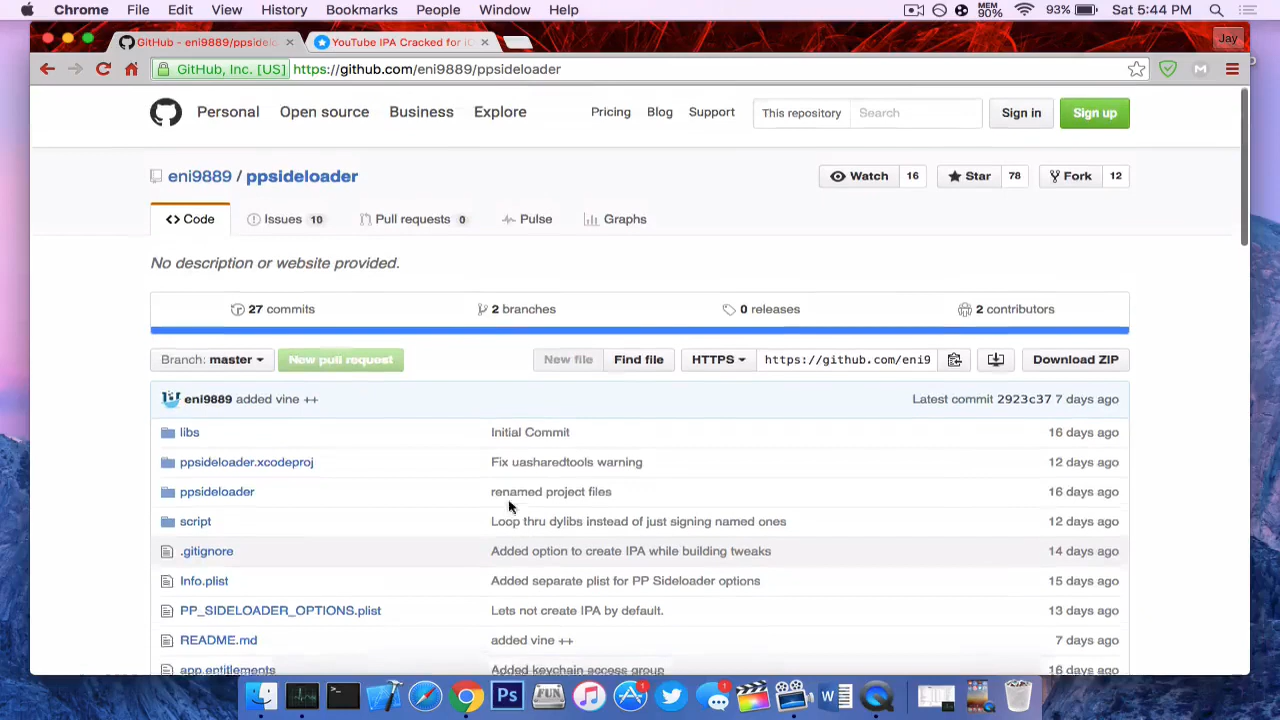 Chrome File Edit View History Bookmarks People Window Help MEM 90% 93% Sat 5:44 PM
GitHub - eni9889/ppsideloa YouTube IPA Cracked for iO Jay
GitHub, Inc. [US] https://github.com/eni9889/ppsideloader
Personal Open source Business Explore Pricing Blog Support This repository Search Sign in Sign up
eni9889 / ppsideloader Watch 16 Star 78 Fork 12
Code Issues 10 Pull requests 0 Pulse Graphs
No description or website provided.
27 commits 2 branches 0 releases 2 contributors
Branch: master New pull request New file Find file HTTPS https://github.com/eni9 Download ZIP
eni9889 added vine ++ Latest commit 2923c37 7 days ago
libs Initial Commit 16 days ago
ppsideloader.xcodeproj Fix uasharedtools warning 12 days ago
ppsideloader renamed project files 16 days ago
script Loop thru dylibs instead of just signing named ones 12 days ago
.gitignore Added option to create IPA while building tweaks 14 days ago
Info.plist Added separate plist for PP Sideloader options 15 days ago
PP_SIDELOADER_OPTIONS.plist Lets not create IPA by default. 13 days ago
README.md added vine ++ 7 days ago
app.entitlements Added keychain access group 16 days ago
Ps FUN W